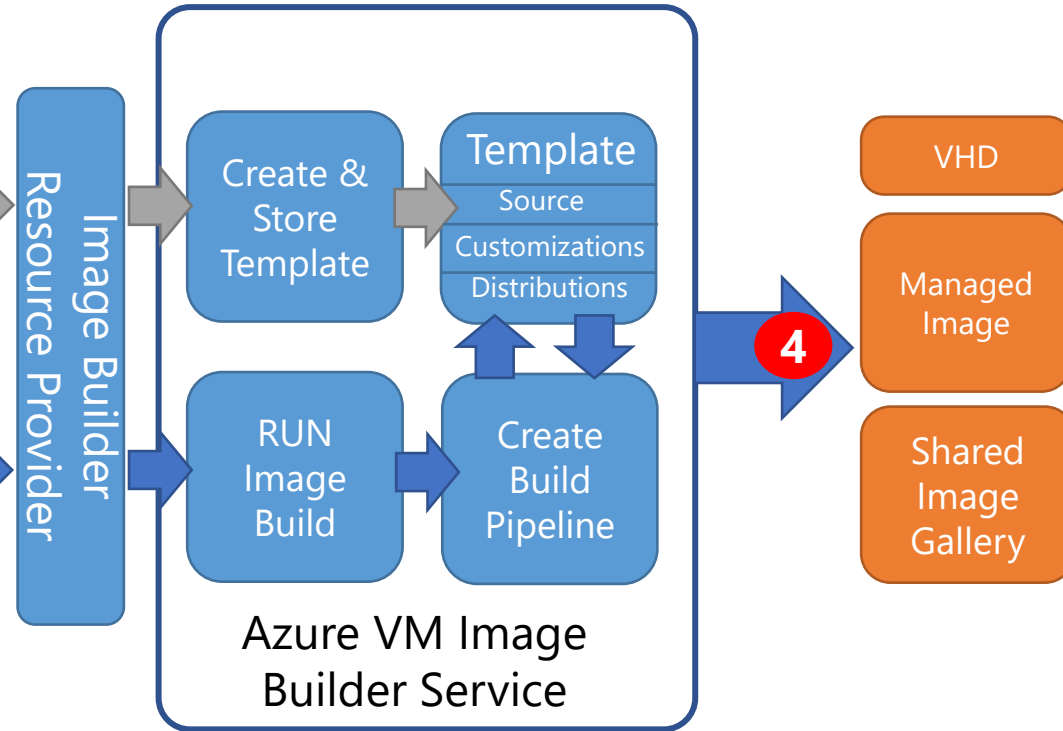 Image Builder
Resource Provider
Create &
Store
Template
Template
Source
Customizations
Distributions
RUN
Image
Build
Create
Build
Pipeline
Azure VM Image
Builder Service
4
VHD
Managed
Image
Shared
Image
Gallery